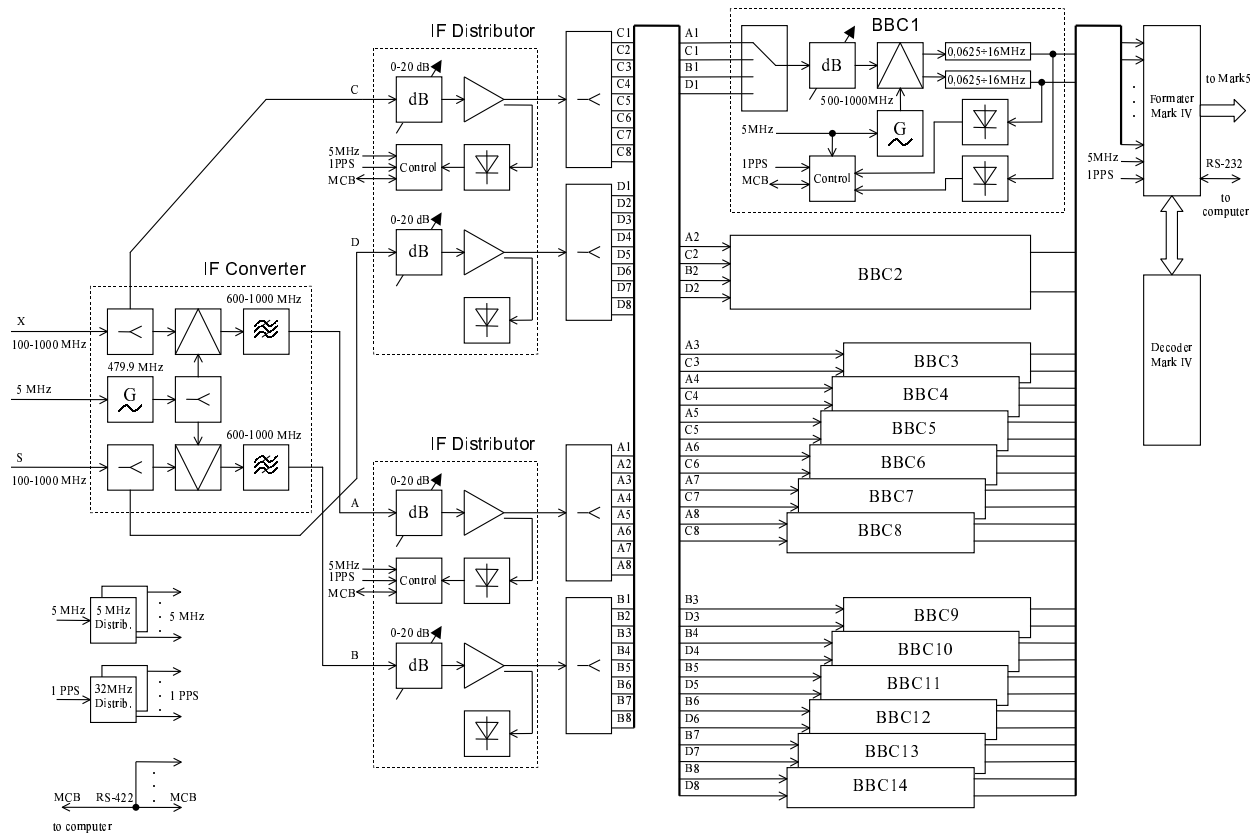 IF Distributor
C
0-20 dB
dB
5MHz
1PPS
MCB
Control
D
0-20 dB
dB
C1
C2
C3
C4
C5
C6
C7
C8
D1
D2
D3
D4
D5
D6
D7
D8
IF Converter
X
100-1000 MHz
600-1000 MHz
479.9 MHz
G
5 MHz
600-1000 MHz
S
100-1000 MHz
IF Distributor
A
0-20 dB
dB
5MHz
1PPS
MCB
Control
B
0-20 dB
dB
A1
A2
A3
A4
A5
A6
A7
A8
B1
B2
B3
B4
B5
B6
B7
B8
5 MHz
5 MHz
Distrib.
5 MHz
1 PPS
32MHz
Distrib.
1 PPS
MCB
RS-422
MCB
to computer
BBC1
A1
C1
B1
D1
dB
500-1000MHz
0,0625÷16MHz
0,0625÷16MHz
5MHz
G
1PPS
MCB
Control
A2
C2
B2
D2
BBC2
A3
C3
BBC3
A4
C4
BBC4
A5
C5
BBC5
A6
C6
BBC6
A7
C7
BBC7
A8
C8
BBC8
B3
D3
BBC9
B4
D4
BBC10
B5
D5
BBC11
B6
D6
BBC12
B7
D7
BBC13
B8
D8
BBC14
Formater
Mark IV
5MHz
1PPS
to Mark5
RS-232
to
computer
Decoder
Mark IV